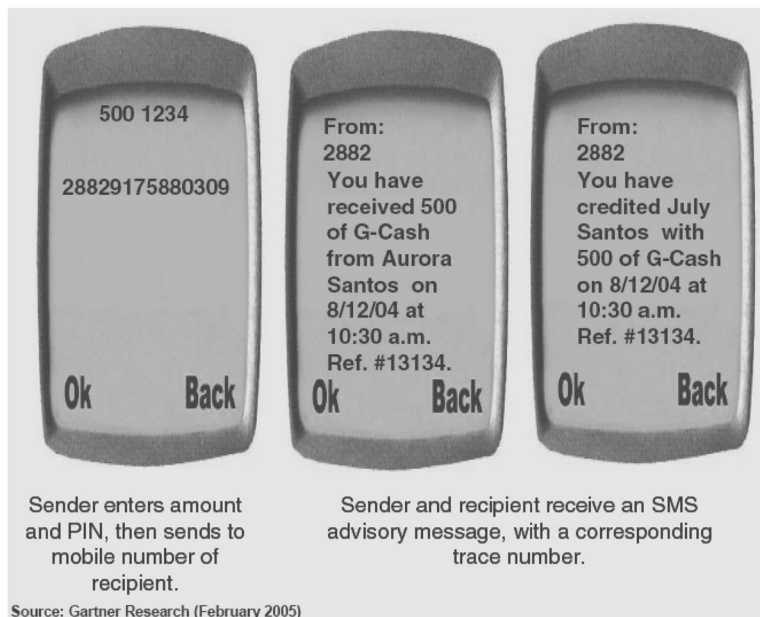 500 1234
28829175880309
Ok Back
From:
2882
You have
received 500
of G-Cash
from Aurora
Santos on
8/12/04 at
10:30 a.m.
Ref. #13134.
Ok Back
From:
2882
You have
credited July
Santos with
500 of G-Cash
on 8/12/04 at
10:30 a.m.
Ref. #13134.
Ok Back
Sender enters amount
and PIN, then sends to
mobile number of
recipient.
Sender and recipient receive an SMS
advisory message, with a corresponding
trace number.
Source: Gartner Research (February 2005)